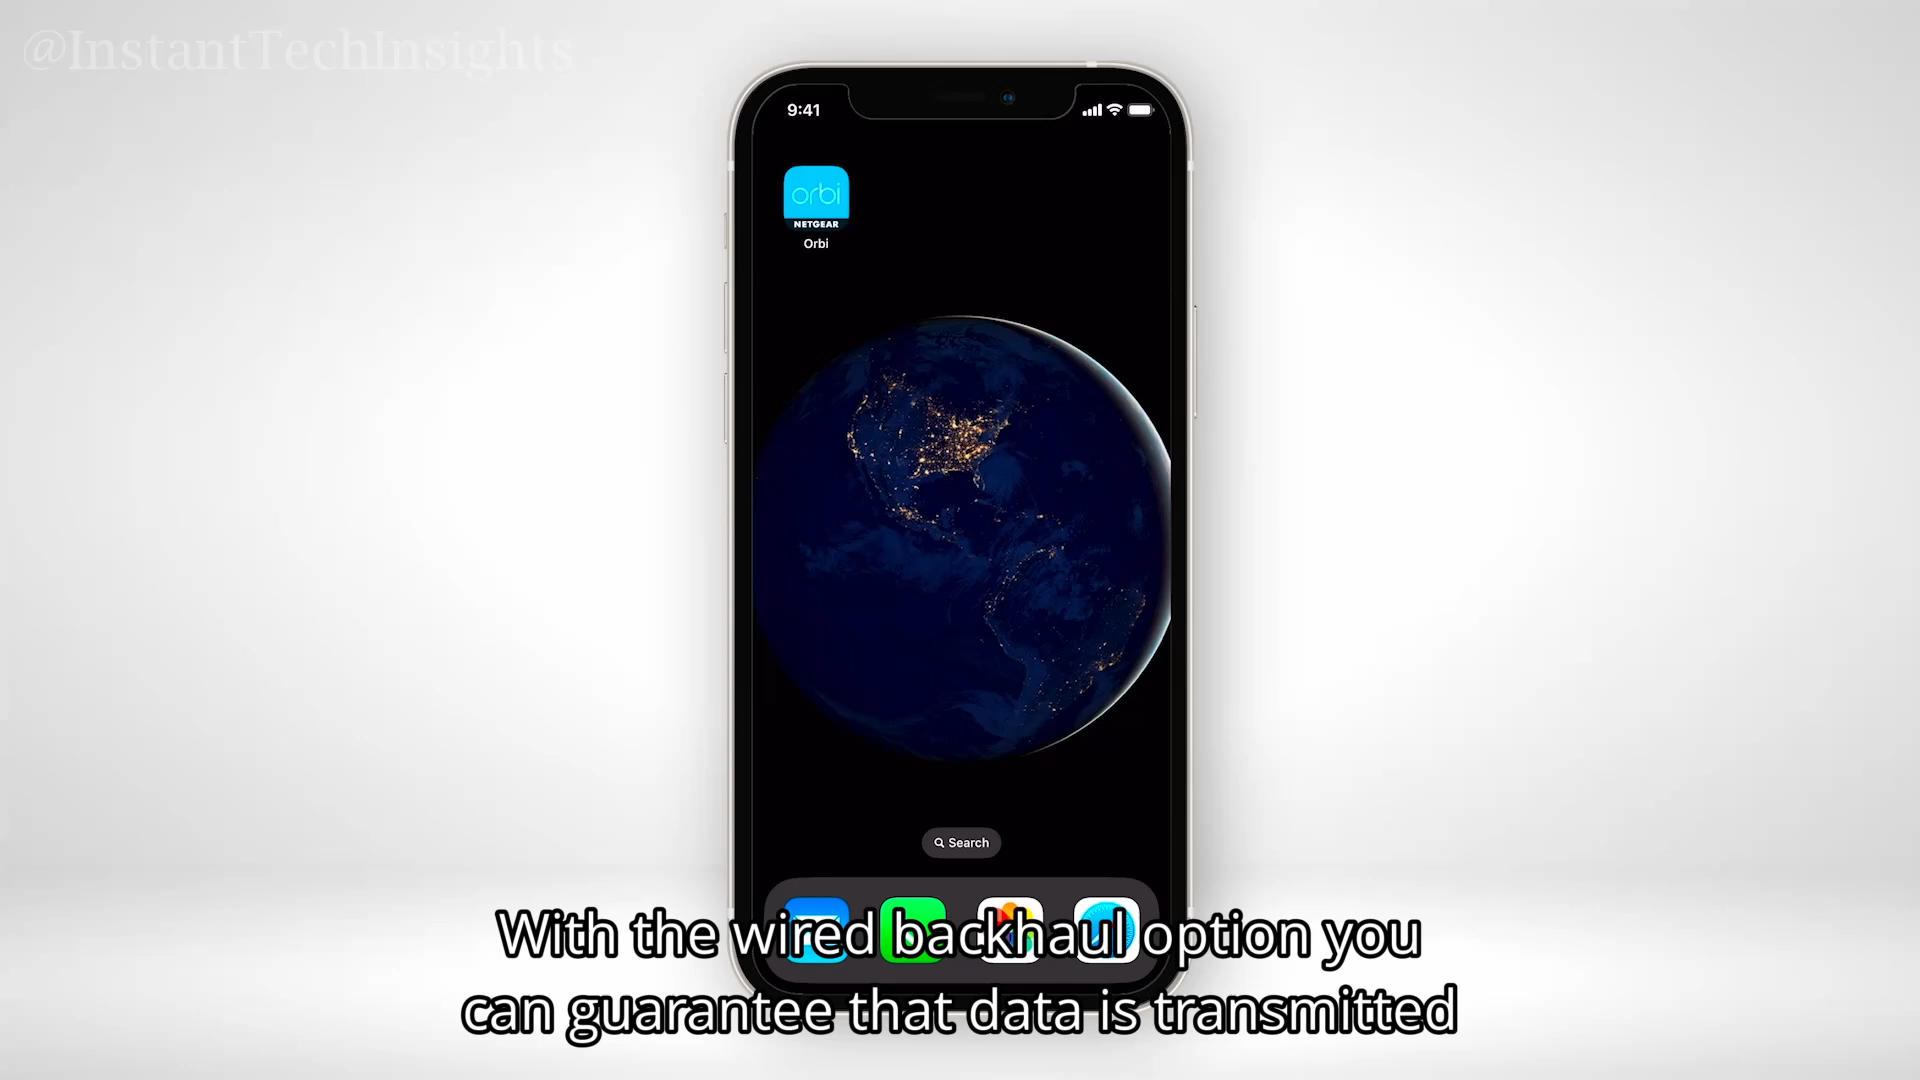 @InstantTechInsights
9:41
orbi
NETGEAR
Orbi
Search
With the wired backhaul option you
can guarantee that data is transmitted